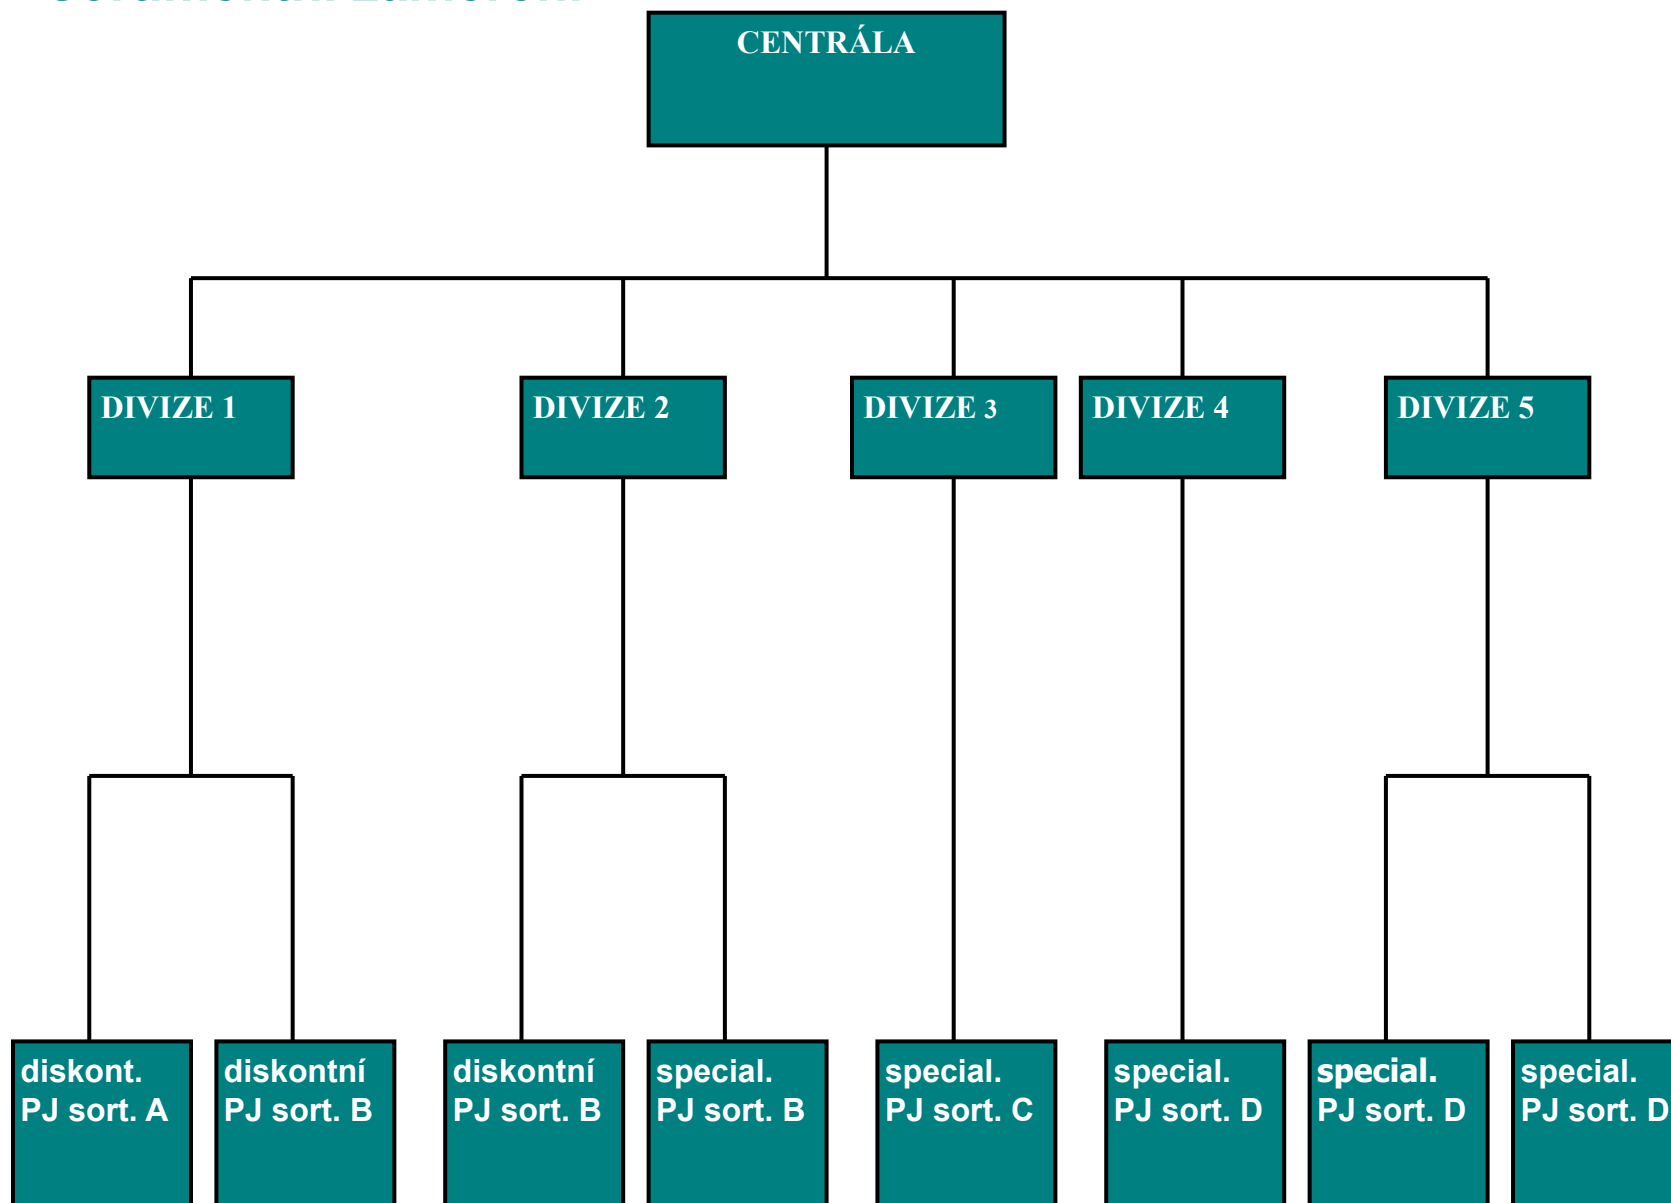 CENTRÁLA
DIVIZE 1
DIVIZE 2
DIVIZE 3
DIVIZE 4
DIVIZE 5
diskont.
PJ sort. A
diskontní
PJ sort. B
diskontní
PJ sort. B
special.
PJ sort. B
special.
PJ sort. C
special.
PJ sort. D
special.
PJ sort. D
special.
PJ sort. D